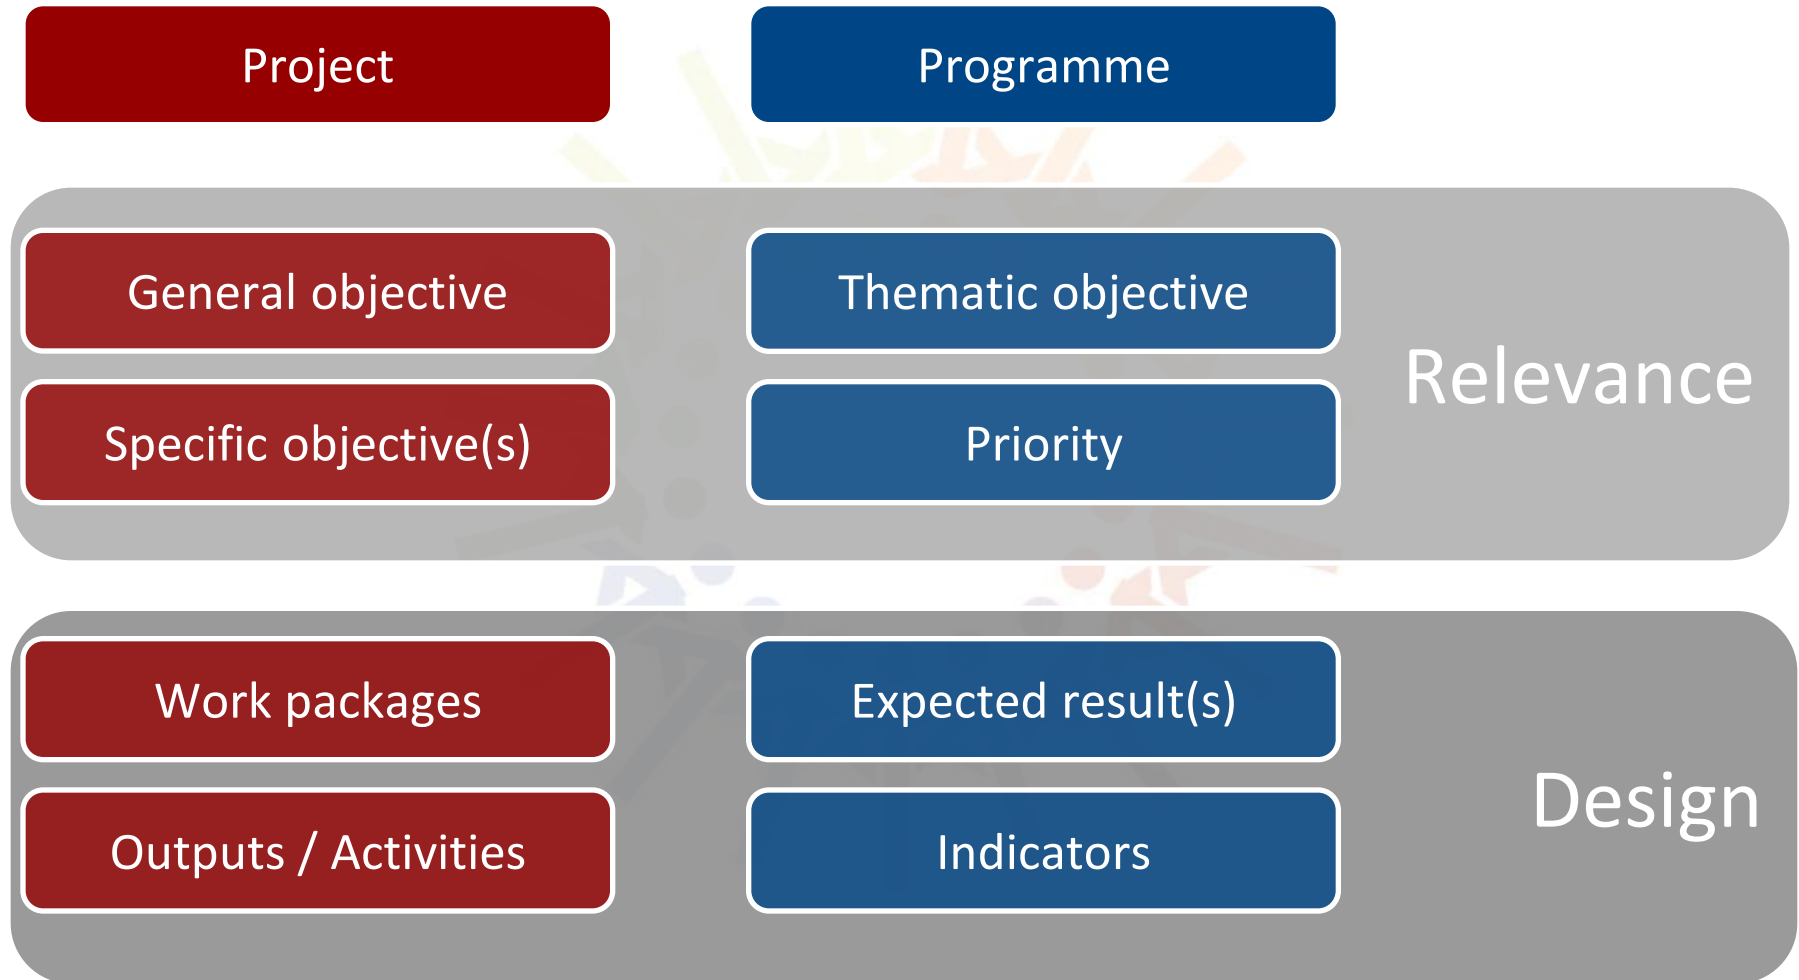 Project
Programme
General objective
Thematic objective
Relevance
Specific objective(s)
Priority
Work packages
Expected result(s)
Design
Outputs / Activities
Indicators